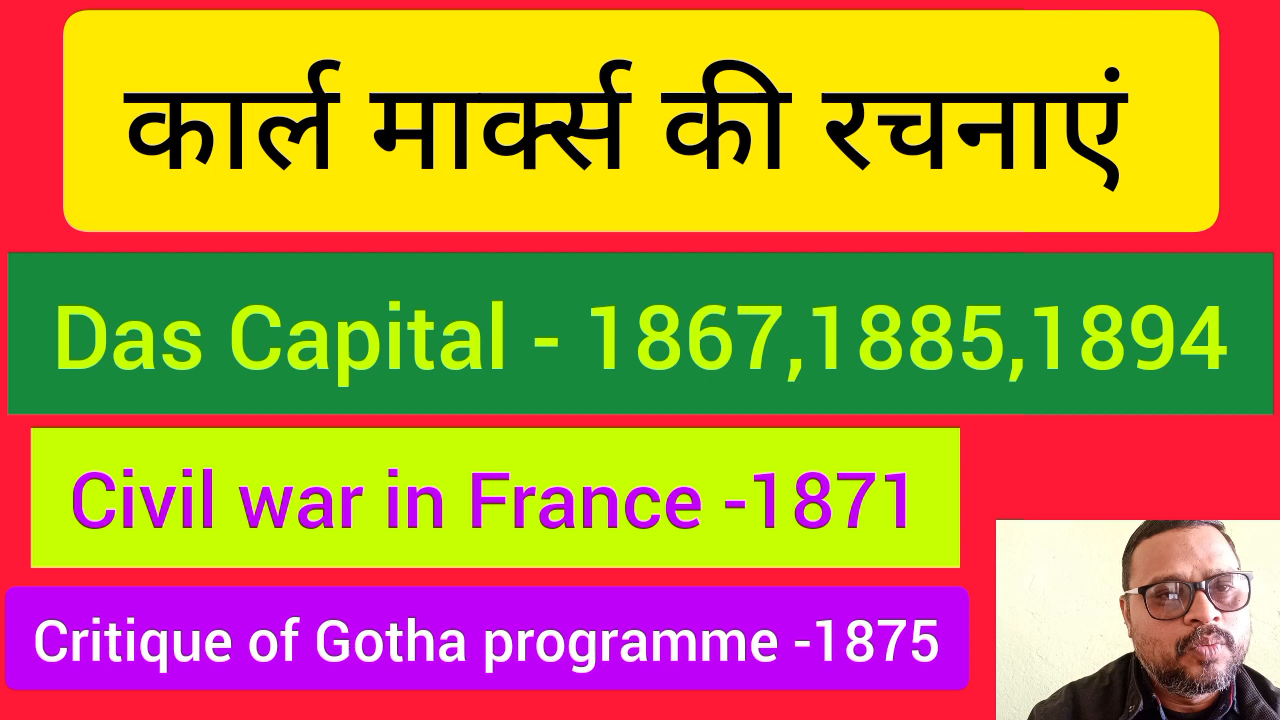 कार्ल मार्क्स की रचनाएं
Das Capital - 1867,1885,1894
Civil war in France -1871
Critique of Gotha programme -1875